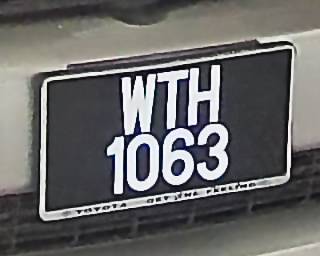 WTH
1063
TOYOTA GET THE FEELING